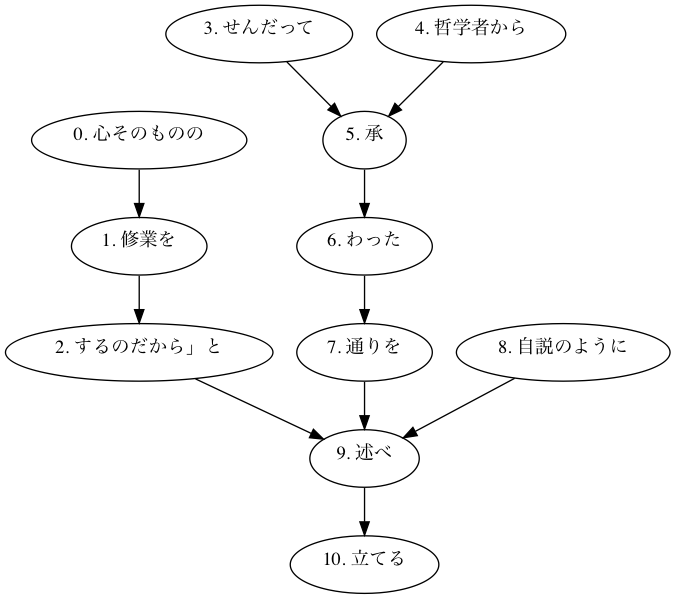 3. せんだって
4. 哲学者から
0. 心そのものの
5. 承
1. 修業を
6. わった
2. するのだから」と
7. 通りを
8. 自説のように
9. 述べ
10. 立てる